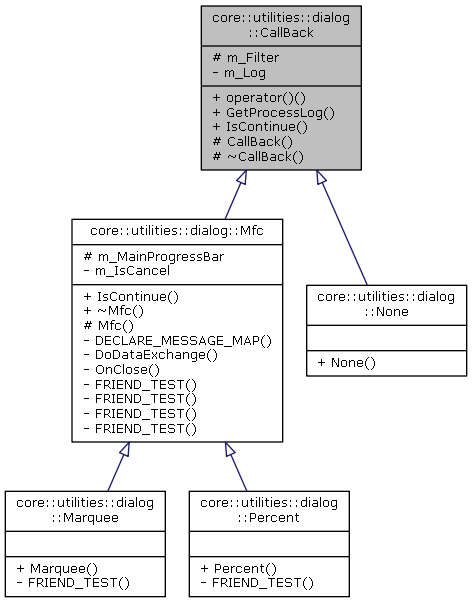 core::utilities::dialog
::CallBack
# m_Filter
- m_Log
+ operator()()
+ GetProcessLog()
+ IsContinue()
# CallBack()
# ~CallBack()
core::utilities::dialog::Mfc
# m_MainProgressBar
- m_IsCancel
+ IsContinue()
+ ~Mfc()
# Mfc()
- DECLARE_MESSAGE_MAP()
- DoDataExchange()
- OnClose()
- FRIEND_TEST()
- FRIEND_TEST()
- FRIEND_TEST()
- FRIEND_TEST()
core::utilities::dialog
::None
+ None()
core::utilities::dialog
::Marquee
+ Marquee()
- FRIEND_TEST()
core::utilities::dialog
::Percent
+ Percent()
- FRIEND_TEST()